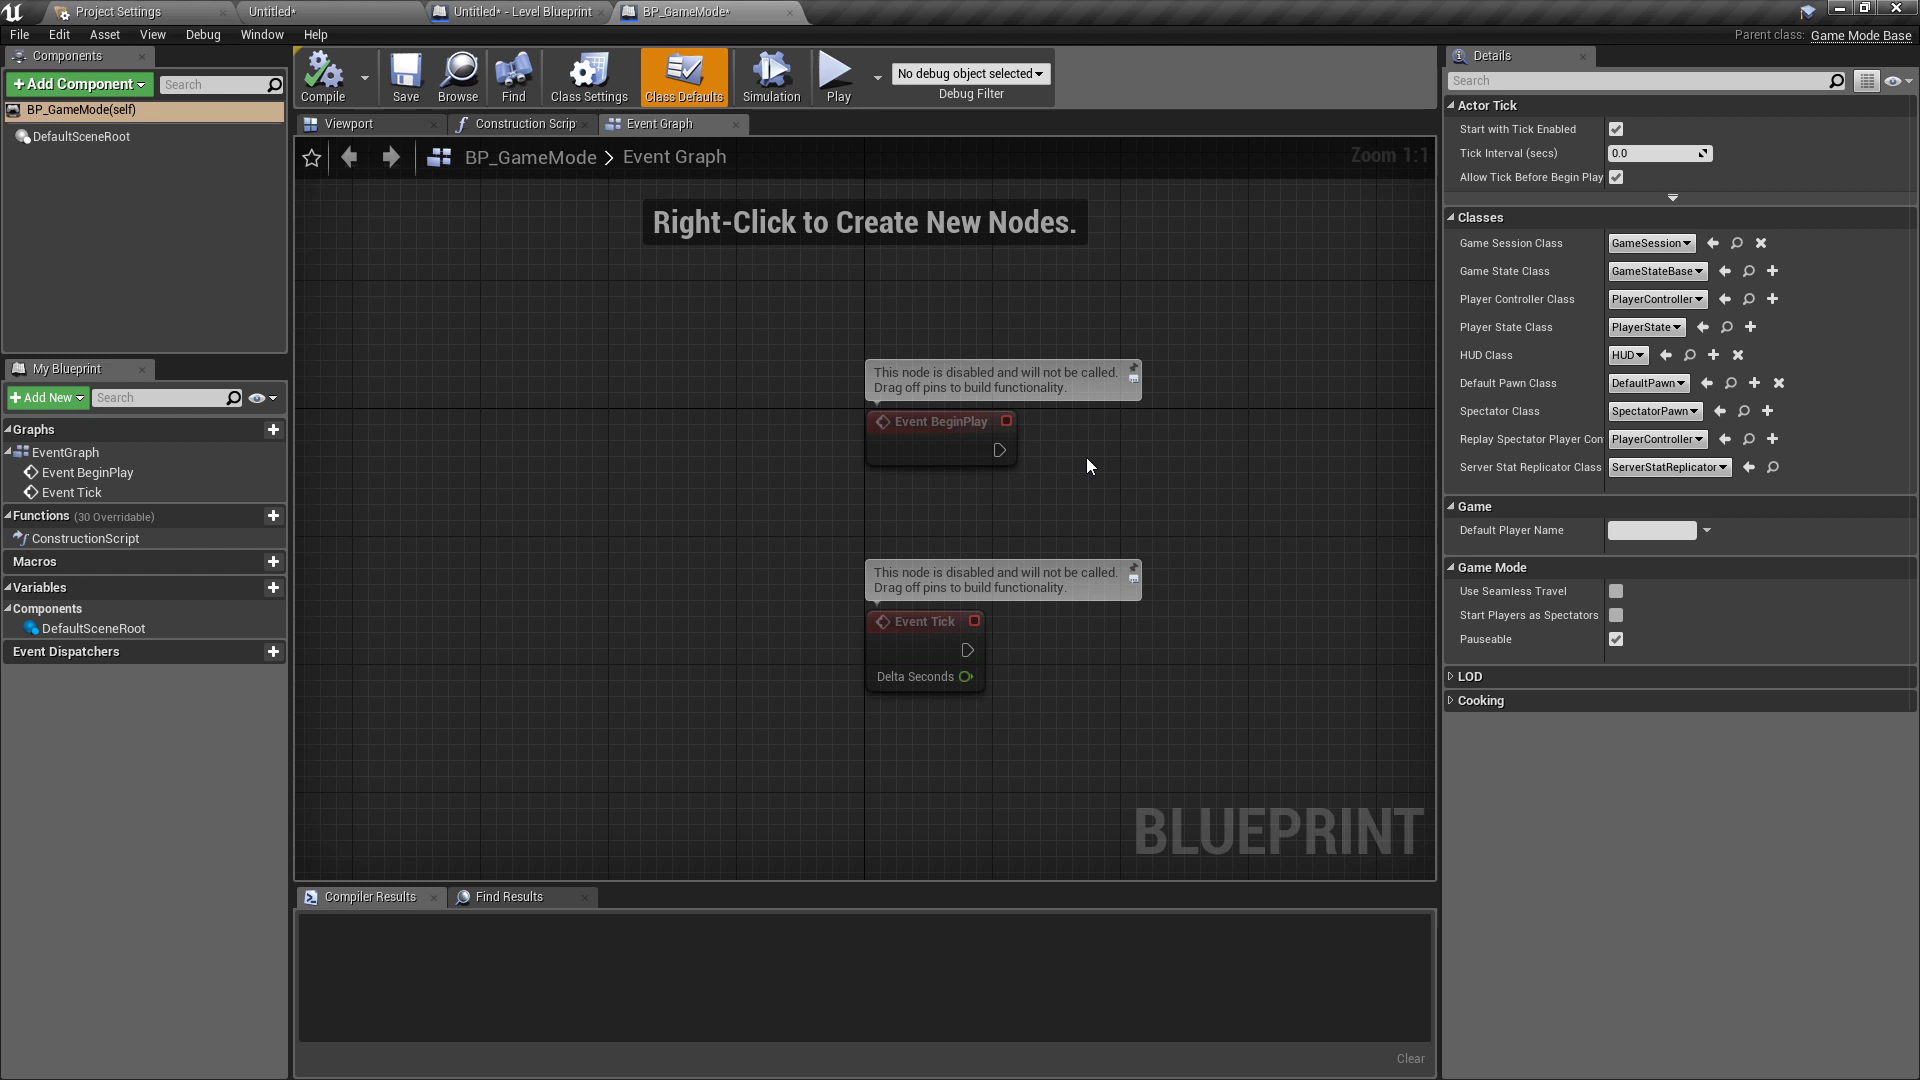 Project Settings
Untitled*
Untitled* - Level Blueprint
BP_GameMode*
File
Edit
Asset
View
Debug
Window
Help
Parent class: Game Mode Base
Components
+Add Component
Search
BP_GameMode(self)
DefaultSceneRoot
Compile
Save
Browse
Find
Class Settings
Class Defaults
Simulation
Play
No debug object selected
Debug Filter
Viewport
Construction Scrip
Event Graph
BP_GameMode > Event Graph
Zoom 1:1
Right-Click to Create New Nodes.
This node is disabled and will not be called.
Drag off pins to build functionality.
Event BeginPlay
This node is disabled and will not be called.
Drag off pins to build functionality.
Event Tick
Delta Seconds
BLUEPRINT
My Blueprint
+Add New
Search
Graphs
EventGraph
Event BeginPlay
Event Tick
Functions (30 Overridable)
ConstructionScript
Macros
Variables
Components
DefaultSceneRoot
Event Dispatchers
Compiler Results
Find Results
Clear
Details
Search
Actor Tick
Start with Tick Enabled
Tick Interval (secs) 0.0
Allow Tick Before Begin Play
Classes
Game Session Class GameSession
Game State Class GameStateBase
Player Controller Class PlayerController
Player State Class PlayerState
HUD Class HUD
Default Pawn Class DefaultPawn
Spectator Class SpectatorPawn
Replay Spectator Player Con PlayerController
Server Stat Replicator Class ServerStatReplicator
Game
Default Player Name
Game Mode
Use Seamless Travel
Start Players as Spectators
Pauseable
LOD
Cooking